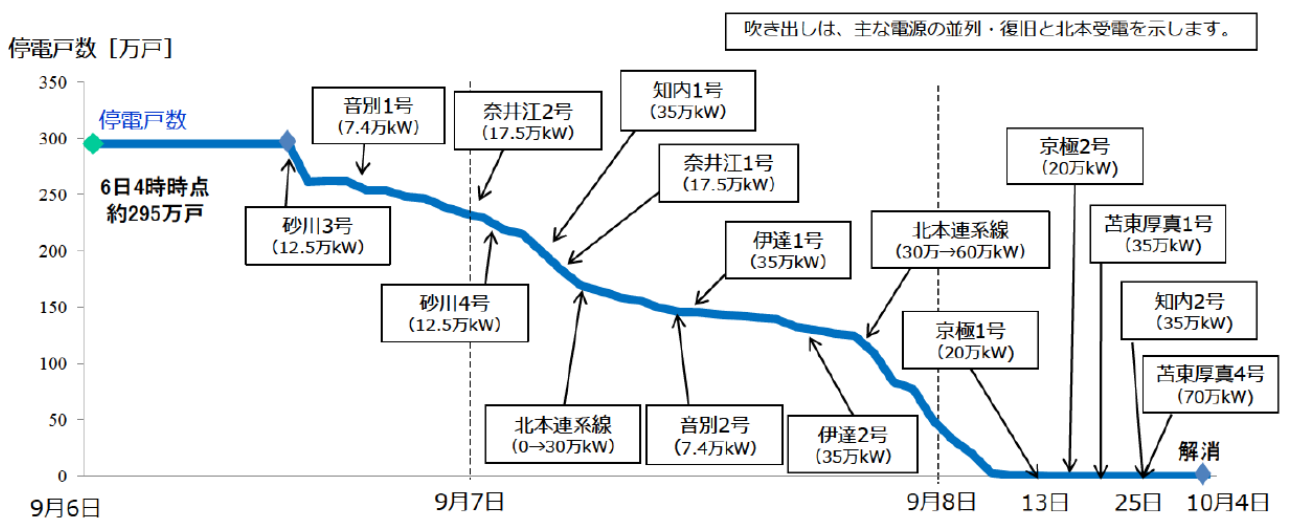 吹き出しは、主な電源の並列・復旧と北本受電を示します。
停電戸数 [万戸]
350
300
250
200
150
100
50
0
停電戸数
6日4時時点
約295万戸
砂川3号
(12.5万kW)
音別1号
(7.4万kW)
奈井江2号
(17.5万kW)
砂川4号
(12.5万kW)
知内1号
(35万kW)
奈井江1号
(17.5万kW)
北本連系線
(0→30万kW)
音別2号
(7.4万kW)
伊達1号
(35万kW)
伊達2号
(35万kW)
北本連系線
(30万→60万kW)
京極1号
(20万kW)
京極2号
(20万kW)
苫東厚真1号
(35万kW)
知内2号
(35万kW)
苫東厚真4号
(70万kW)
解消
9月6日
9月7日
9月8日
13日
25日
10月4日